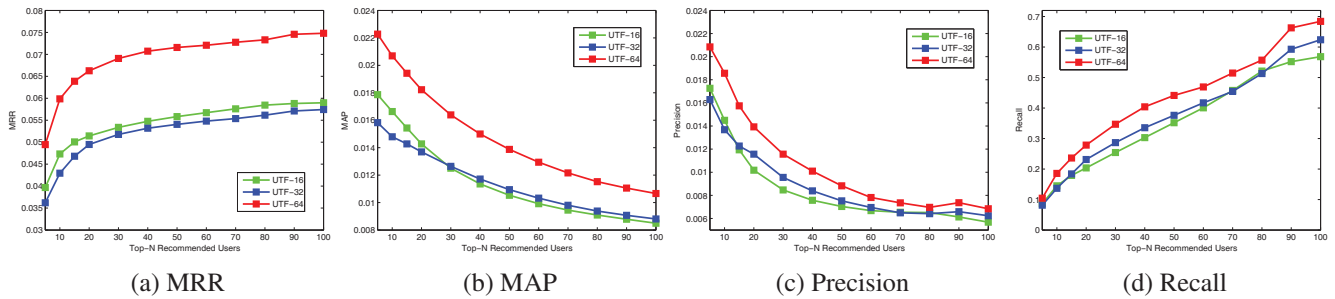 0.08
0.075
0.07
0.065
0.06
0.055
0.05
0.045
0.04
0.035
0.03
MRR
UTF-16
UTF-32
UTF-64
10 20 30 40 50 60 70 80 90 100
Top-N Recommended Users
(a) MRR
0.024
0.022
0.02
0.018
0.016
0.014
0.012
0.01
0.008
MAP
UTF-16
UTF-32
UTF-64
10 20 30 40 50 60 70 80 90 100
Top-N Recommended Users
(b) MAP
0.024
0.022
0.02
0.018
0.016
0.014
0.012
0.01
0.008
0.006
Precision
UTF-16
UTF-32
UTF-64
10 20 30 40 50 60 70 80 90 100
Top-N Recommended Users
(c) Precision
0.7
0.6
0.5
0.4
0.3
0.2
0.1
0
Recall
UTF-16
UTF-32
UTF-64
10 20 30 40 50 60 70 80 90 100
Top-N Recommended Users
(d) Recall